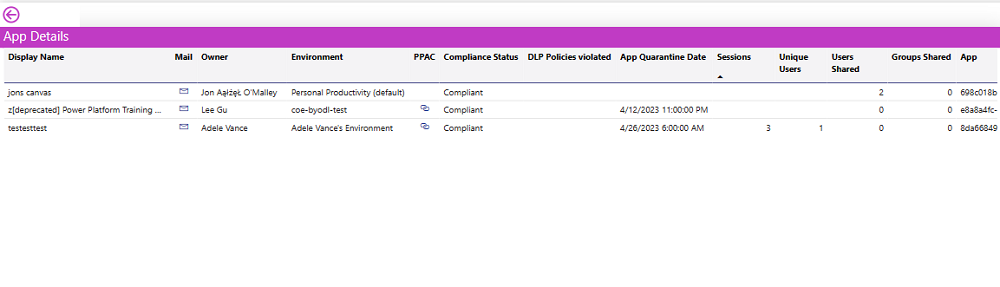 App Details
Display Name Mail Owner Environment PPAC Compliance Status DLP Policies violated App Quarantine Date Sessions Unique Users Users Shared Groups Shared App
jons canvas Jon Aąłżęt O'Malley Personal Productivity (default) Compliant 2 0 698c018b
z[deprecated] Power Platform Training ... Lee Gu coe-byodl-test Compliant 4/12/2023 11:00:00 PM 0 0 e8a8a4fc-
testesttest Adele Vance Adele Vance's Environment Compliant 4/26/2023 6:00:00 AM 3 1 0 0 8da66849